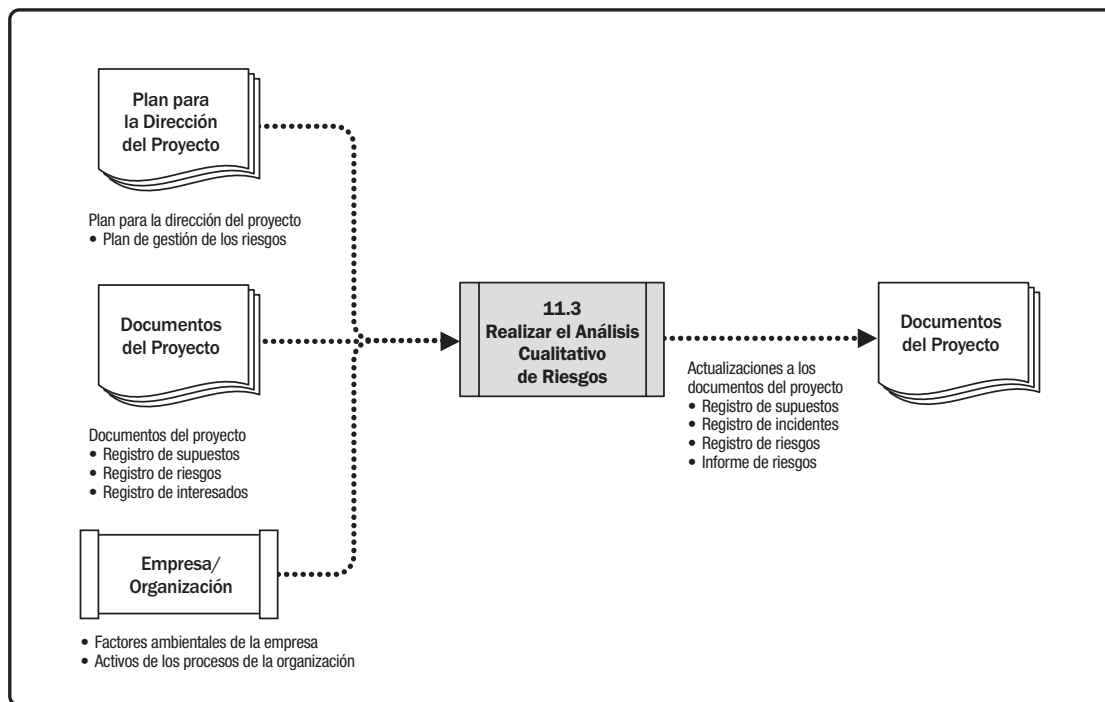 Plan para
la Dirección
del Proyecto
Plan para la dirección del proyecto
• Plan de gestión de los riesgos
Documentos
del Proyecto
Documentos del proyecto
• Registro de supuestos
• Registro de riesgos
• Registro de interesados
Empresa/
Organización
• Factores ambientales de la empresa
• Activos de los procesos de la organización
11.3
Realizar el Análisis
Cualitativo
de Riesgos
Actualizaciones a los
documentos del proyecto
• Registro de supuestos
• Registro de incidentes
• Registro de riesgos
• Informe de riesgos
Documentos
del Proyecto